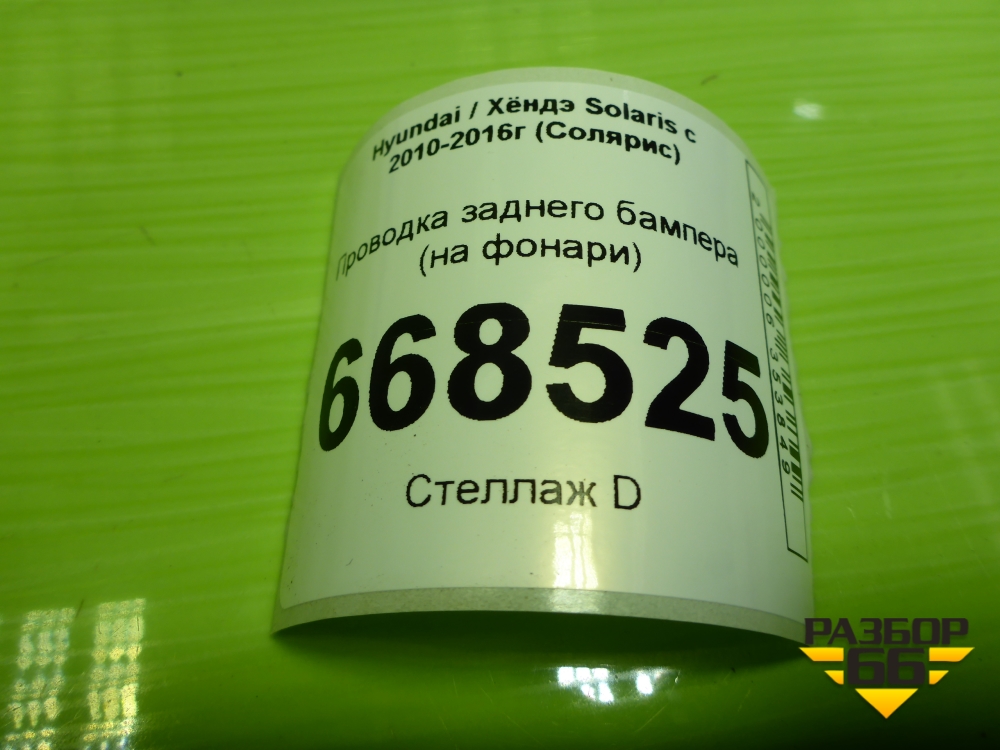 Hyundai / Хёндэ Solaris с
2010-2016г (Солярис)
Проводка заднего бампера
(на фонари)
668525
Стеллаж D
РАЗБОР
66